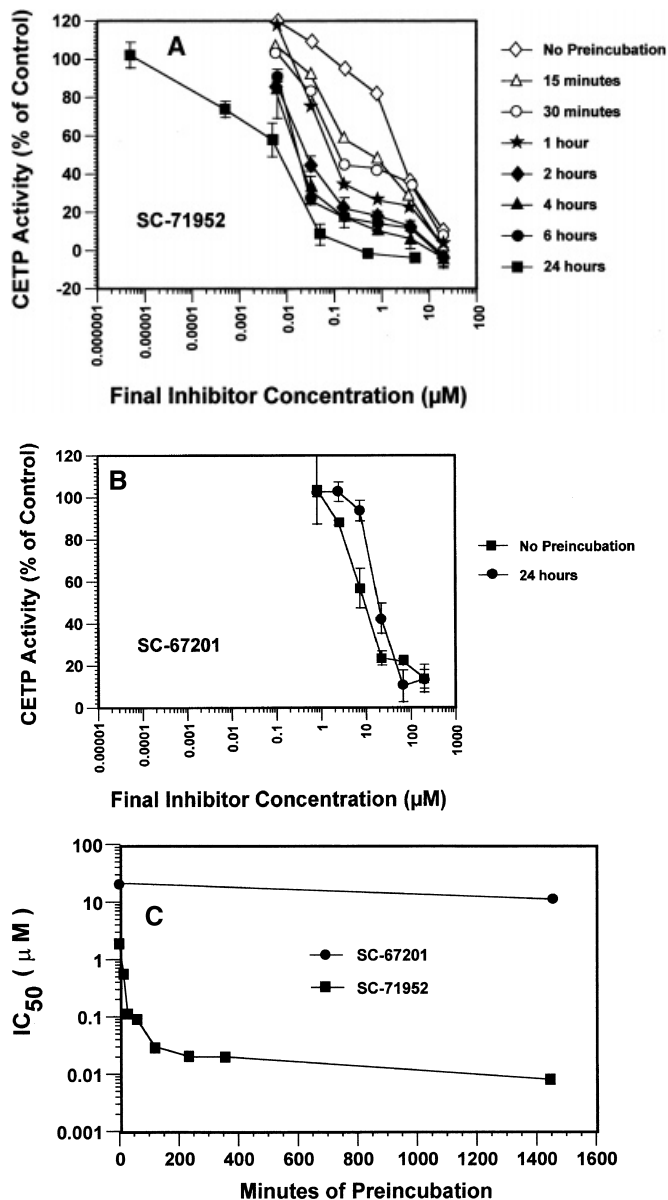 A
CETP Activity (% of Control)
120
100
80
60
40
20
0
-20
SC-71952
0.000001
0.00001
0.0001
0.001
0.01
0.1
1
10
100
Final Inhibitor Concentration (µM)
No Preincubation
15 minutes
30 minutes
1 hour
2 hours
4 hours
6 hours
24 hours
B
CETP Activity (% of Control)
120
100
80
60
40
20
0
SC-67201
0.00001
0.0001
0.001
0.01
0.1
1
10
100
1000
Final Inhibitor Concentration (µM)
No Preincubation
24 hours
C
IC50 (µM)
100
10
1
0.1
0.01
0.001
SC-67201
SC-71952
0 200 400 600 800 1000 1200 1400 1600
Minutes of Preincubation